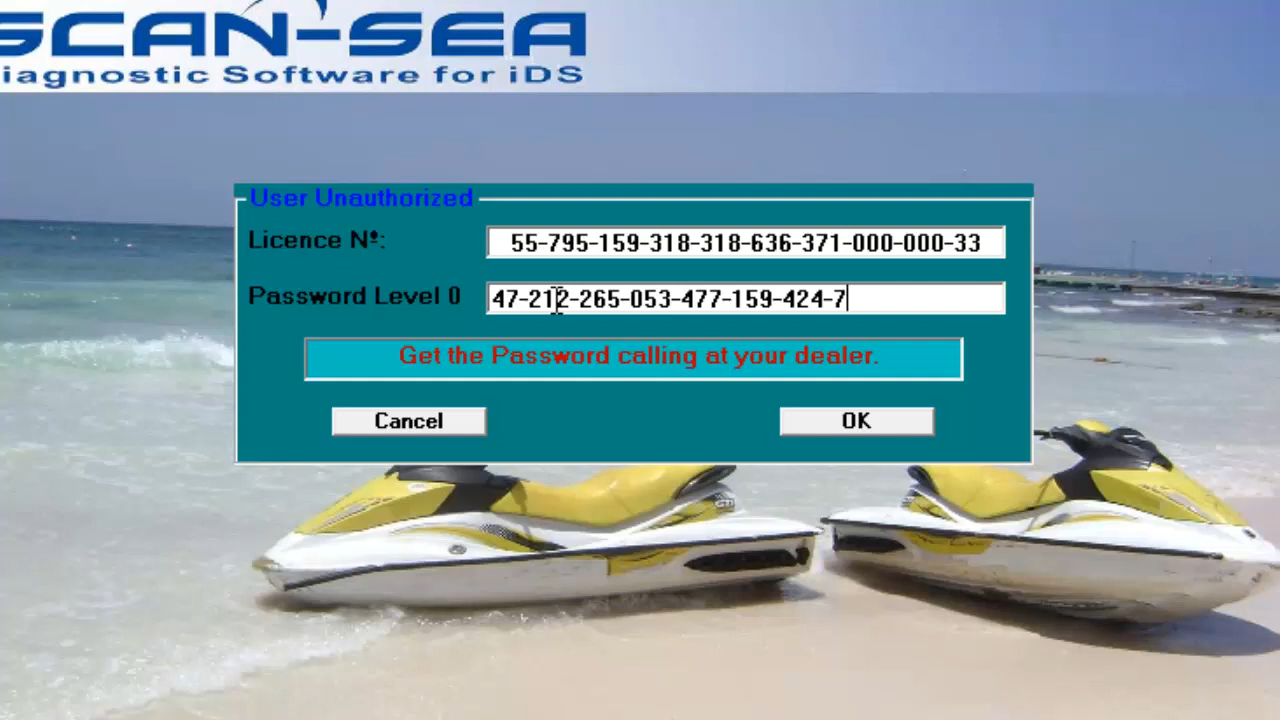 SCAN-SEA
iagnostic Software for iDS
User Unauthorized
Licence Nº: 55-795-159-318-318-636-371-000-000-33
Password Level 0 47-212-265-053-477-159-424-7
Get the Password calling at your dealer.
Cancel OK